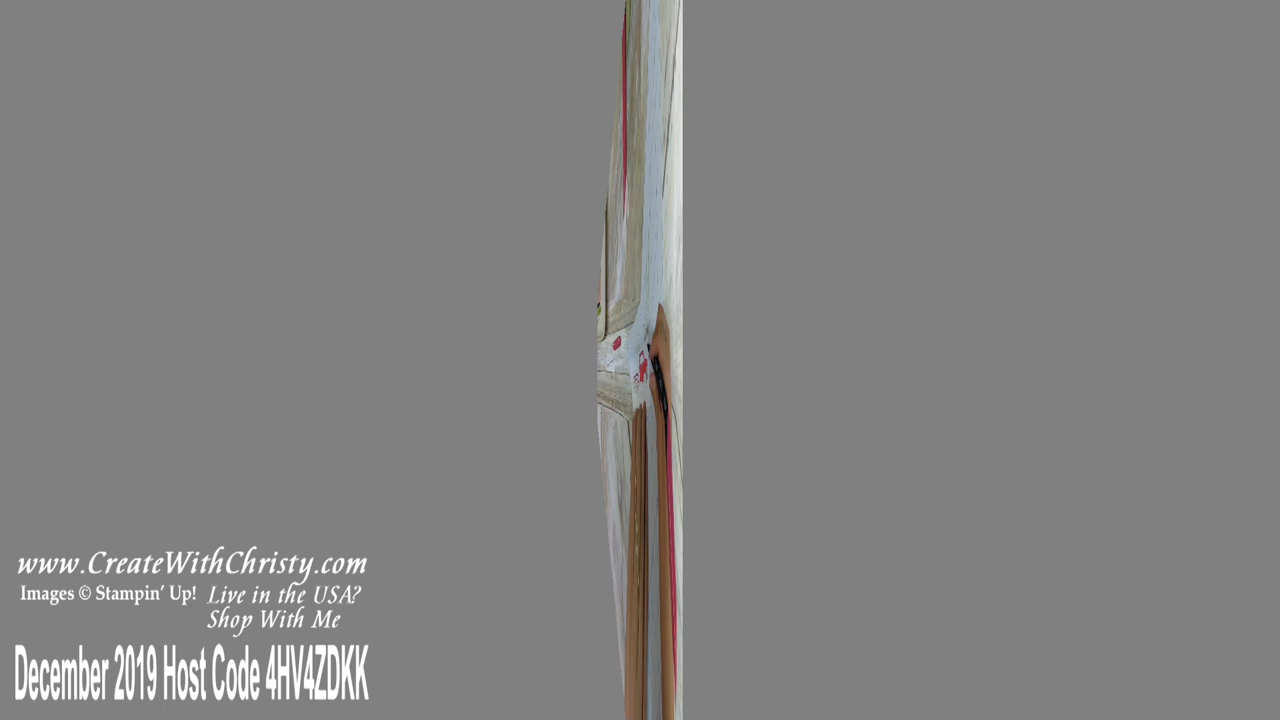 www.CreateWithChristy.com
Images © Stampin' Up! Live in the USA?
Shop With Me
December 2019 Host Code 4HV4ZDKK